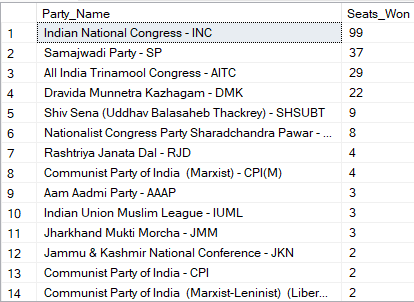 Party_Name Seats_Won
1 Indian National Congress - INC 99
2 Samajwadi Party - SP 37
3 All India Trinamool Congress - AITC 29
4 Dravida Munnetra Kazhagam - DMK 22
5 Shiv Sena (Uddhav Balasaheb Thackrey) - SHSUBT 9
6 Nationalist Congress Party Sharadchandra Pawar - ... 8
7 Rashtriya Janata Dal - RJD 4
8 Communist Party of India  (Marxist) - CPI(M) 4
9 Aam Aadmi Party - AAAP 3
10 Indian Union Muslim League - IUML 3
11 Jharkhand Mukti Morcha - JMM 3
12 Jammu & Kashmir National Conference - JKN 2
13 Communist Party of India - CPI 2
14 Communist Party of India  (Marxist-Leninist)  (Liber... 2